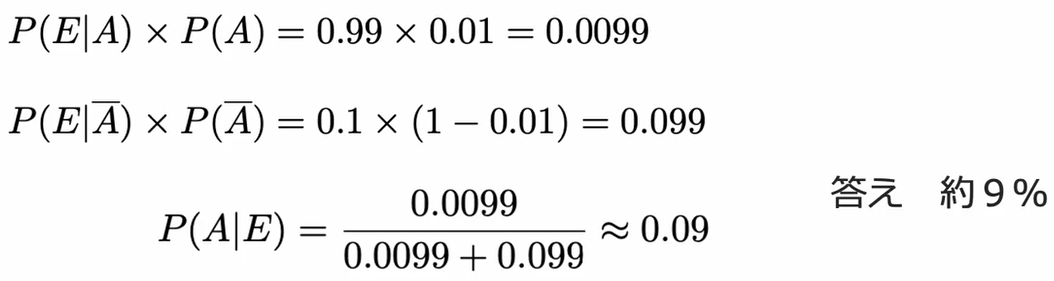 P(E|A) × P(A) = 0.99 × 0.01 = 0.0099
P(E|A̅) × P(A̅) = 0.1 × (1 − 0.01) = 0.099
P(A|E) = 0.0099 / (0.0099 + 0.099) ≈ 0.09
答え　約９％